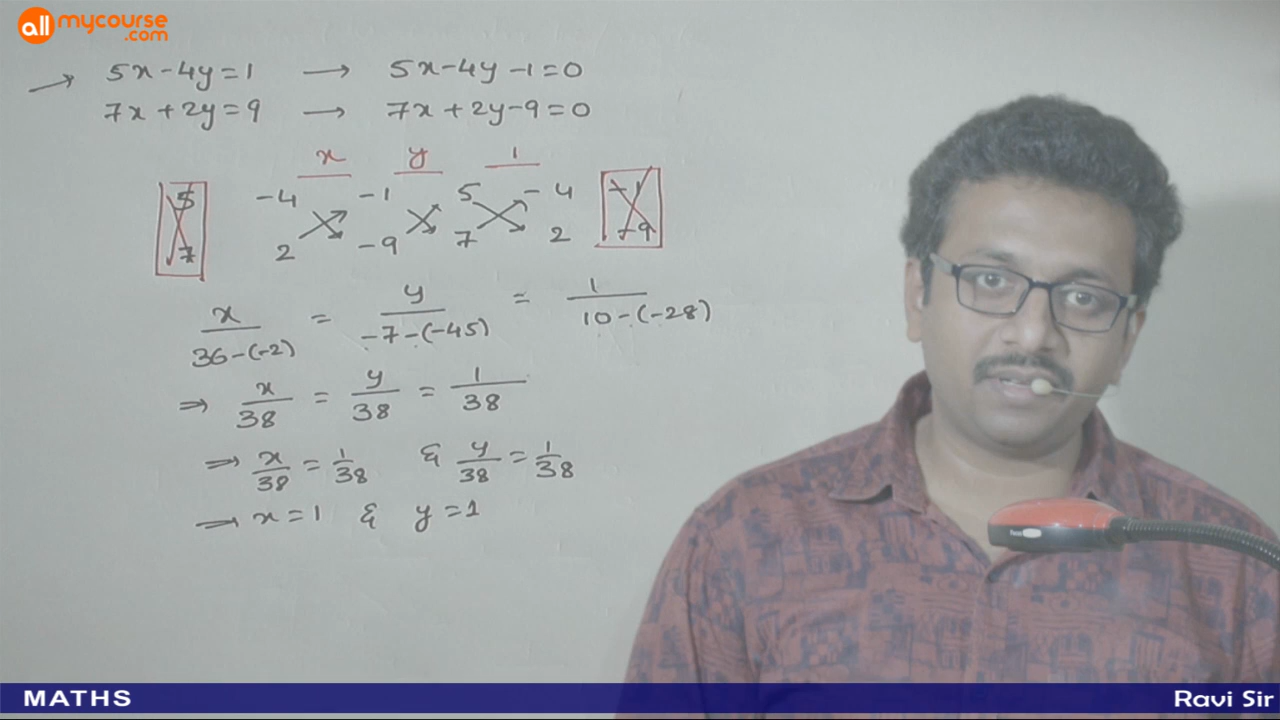 all mycourse .com
5x-4y=1 → 5x-4y-1=0
7x+2y=9 → 7x+2y-9=0
x y 1
5 -4 -1 5 -4 -1
7 2 -9 7 2 -9
x/36-(-2) = y/-7-(-45) = 1/10-(-28)
⇒ x/38 = y/38 = 1/38
⇒ x/38 = 1/38 & y/38 = 1/38
⇒ x=1 & y=1
MATHS
Ravi Sir